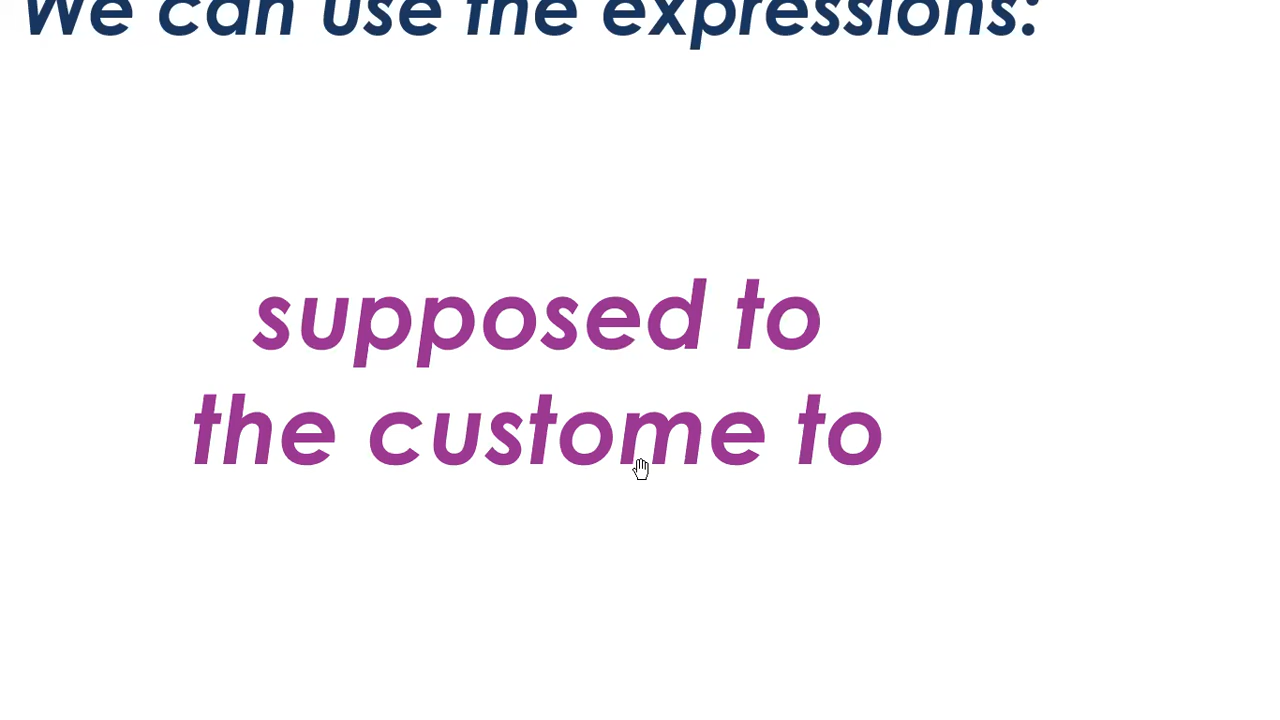 We can use the expressions:
supposed to
the custome to